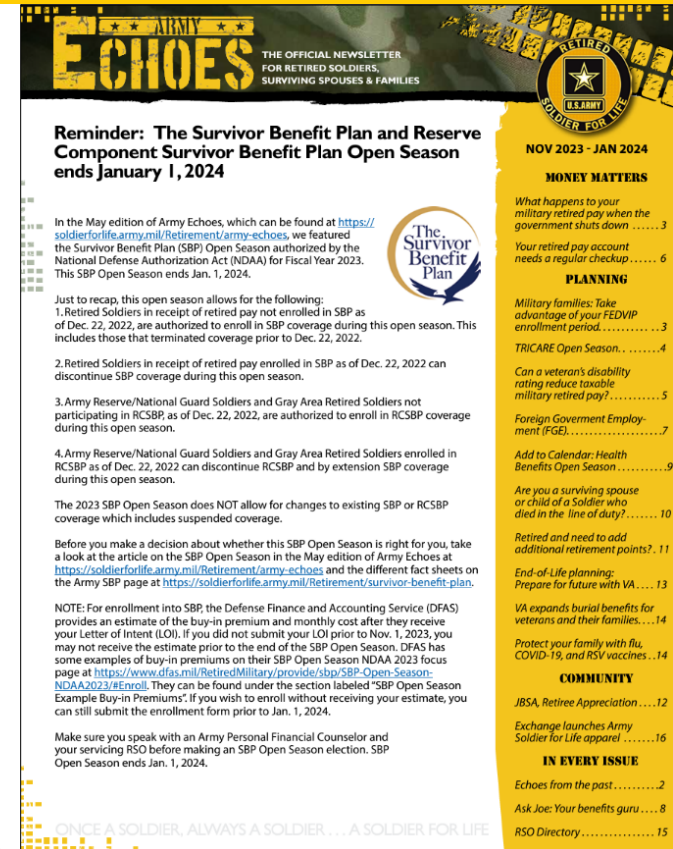 ARMY
ECHOES
THE OFFICIAL NEWSLETTER
FOR RETIRED SOLDIERS,
SURVIVING SPOUSES & FAMILIES
RETIRED
U.S.ARMY
SOLDIER FOR LIFE
Reminder: The Survivor Benefit Plan and Reserve
Component Survivor Benefit Plan Open Season
ends January 1, 2024
In the May edition of Army Echoes, which can be found at https://
soldierforlife.army.mil/Retirement/army-echoes, we featured
the Survivor Benefit Plan (SBP) Open Season authorized by the
National Defense Authorization Act (NDAA) for Fiscal Year 2023.
This SBP Open Season ends Jan. 1, 2024.
The
Survivor
Benefit
Plan
Just to recap, this open season allows for the following:
1.Retired Soldiers in receipt of retired pay not enrolled in SBP as
of Dec. 22, 2022, are authorized to enroll in SBP coverage during this open season. This
includes those that terminated coverage prior to Dec. 22, 2022.
2.Retired Soldiers in receipt of retired pay enrolled in SBP as of Dec. 22, 2022 can
discontinue SBP coverage during this open season.
3.Army Reserve/National Guard Soldiers and Gray Area Retired Soldiers not
participating in RCSBP, as of Dec. 22, 2022, are authorized to enroll in RCSBP coverage
during this open season.
4.Army Reserve/National Guard Soldiers and Gray Area Retired Soldiers enrolled in
RCSBP as of Dec. 22, 2022 can discontinue RCSBP and by extension SBP coverage
during this open season.
The 2023 SBP Open Season does NOT allow for changes to existing SBP or RCSBP
coverage which includes suspended coverage.
Before you make a decision about whether this SBP Open Season is right for you, take
a look at the article on the SBP Open Season in the May edition of Army Echoes at
https://soldierforlife.army.mil/Retirement/army-echoes and the different fact sheets on
the Army SBP page at https://soldierforlife.army.mil/Retirement/survivor-benefit-plan.
NOTE: For enrollment into SBP, the Defense Finance and Accounting Service (DFAS)
provides an estimate of the buy-in premium and monthly cost after they receive
your Letter of Intent (LOI). If you did not submit your LOI prior to Nov. 1, 2023, you
may not receive the estimate prior to the end of the SBP Open Season. DFAS has
some examples of buy-in premiums on their SBP Open Season NDAA 2023 focus
page at https://www.dfas.mil/RetiredMilitary/provide/sbp/SBP-Open-Season-
NDAA2023/#Enroll. They can be found under the section labeled “SBP Open Season
Example Buy-in Premiums”. If you wish to enroll without receiving your estimate, you
can still submit the enrollment form prior to Jan. 1, 2024.
Make sure you speak with an Army Personal Financial Counselor and
your servicing RSO before making an SBP Open Season election. SBP
Open Season ends Jan. 1, 2024.
ONCE A SOLDIER, ALWAYS A SOLDIER . . . A SOLDIER FOR LIFE
NOV 2023 - JAN 2024
MONEY MATTERS
What happens to your
military retired pay when the
government shuts down ...... 3
Your retired pay account
needs a regular checkup...... 6
PLANNING
Military families: Take
advantage of your FEDVIP
enrollment period.......... ..3
TRICARE Open Season.. .......4
Can a veteran's disability
rating reduce taxable
military retired pay?...........5
Foreign Goverment Employ-
ment (FGE)....................7
Add to Calendar: Health
Benefits Open Season ..........9
Are you a surviving spouse
or child of a Soldier who
died in the line of duty?....... 10
Retired and need to add
additional retirement points?. 11
End-of-Life planning:
Prepare for future with VA.... 13
VA expands burial benefits for
veterans and their families. ...14
Protect your family with flu,
COVID-19, and RSV vaccines ..14
COMMUNITY
JBSA, Retiree Appreciation ....12
Exchange launches Army
Soldier for Life apparel .......16
IN EVERY ISSUE
Echoes from the past..........2
Ask Joe: Your benefits guru .... 8
RSO Directory................ 15